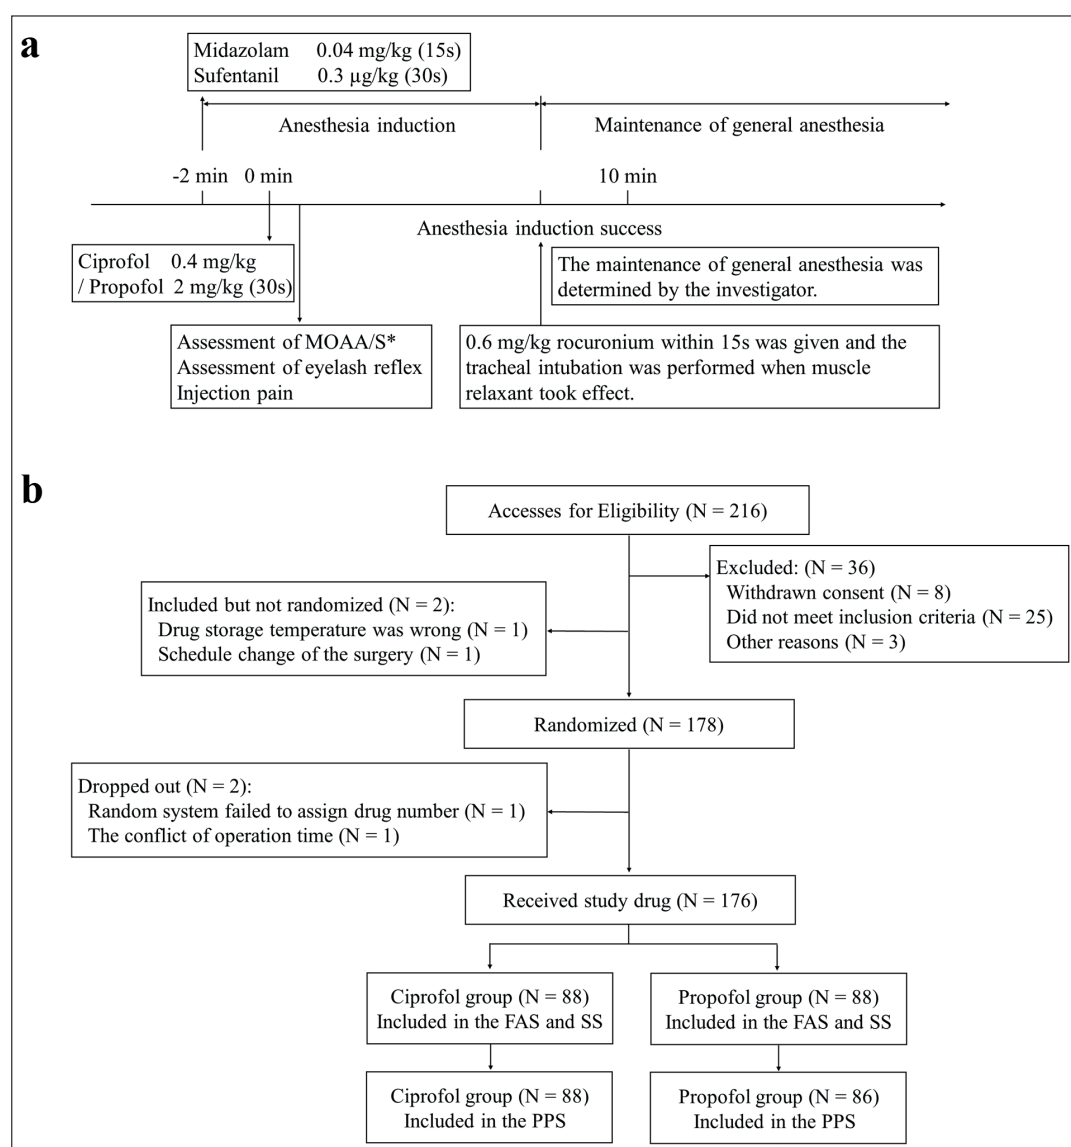 a
Midazolam 0.04 mg/kg (15s)
Sufentanil 0.3 µg/kg (30s)
Anesthesia induction
Maintenance of general anesthesia
-2 min 0 min
10 min
Anesthesia induction success
Ciprofol 0.4 mg/kg
/ Propofol 2 mg/kg (30s)
The maintenance of general anesthesia was
determined by the investigator.
Assessment of MOAA/S*
Assessment of eyelash reflex
Injection pain
0.6 mg/kg rocuronium within 15s was given and the
tracheal intubation was performed when muscle
relaxant took effect.
b
Accesses for Eligibility (N = 216)
Excluded: (N = 36)
Withdrawn consent (N = 8)
Did not meet inclusion criteria (N = 25)
Other reasons (N = 3)
Included but not randomized (N = 2):
Drug storage temperature was wrong (N = 1)
Schedule change of the surgery (N = 1)
Randomized (N = 178)
Dropped out (N = 2):
Random system failed to assign drug number (N = 1)
The conflict of operation time (N = 1)
Received study drug (N = 176)
Ciprofol group (N = 88)
Included in the FAS and SS
Propofol group (N = 88)
Included in the FAS and SS
Ciprofol group (N = 88)
Included in the PPS
Propofol group (N = 86)
Included in the PPS